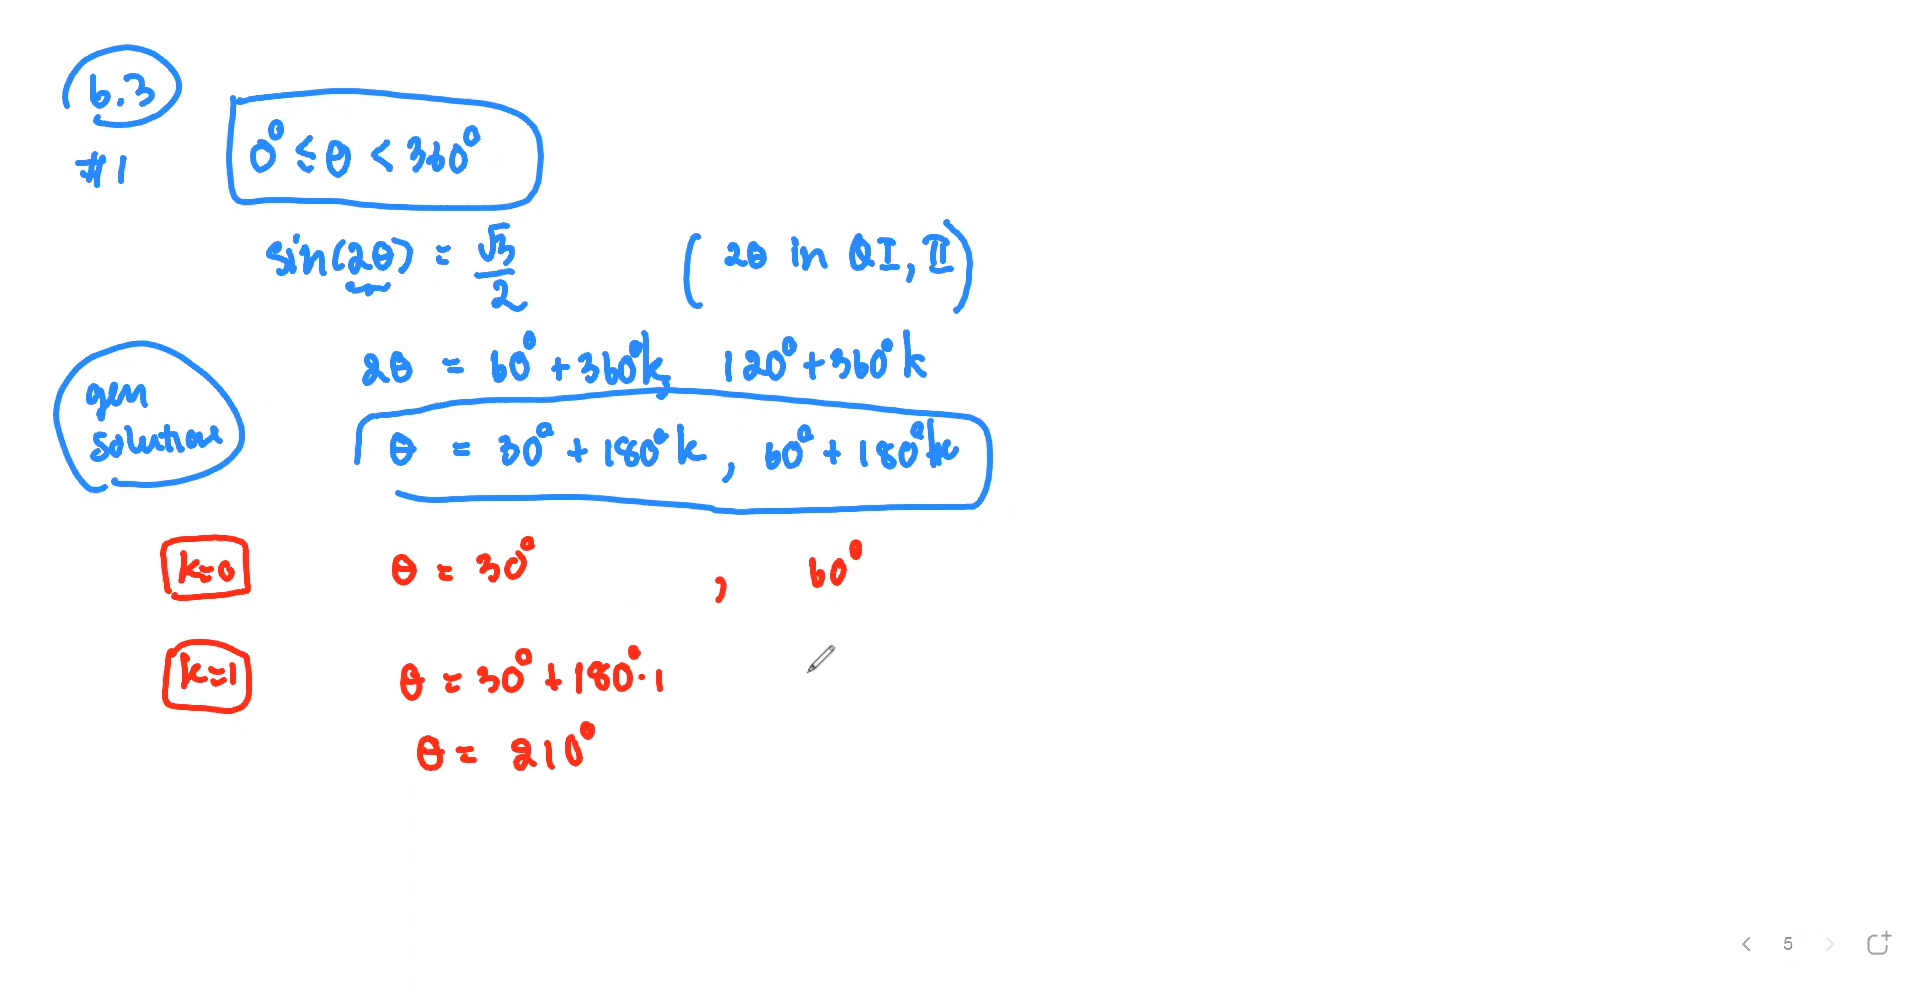 6.3
#1
0° ≤ θ < 360°
sin(2θ) = √3/2 (2θ in QI, II)
2θ = 60° + 360°k, 120° + 360°k
gen
solution
θ = 30° + 180°k, 60° + 180°k
k=0 θ = 30° , 60°
k=1 θ = 30° + 180°·1
θ = 210°
5